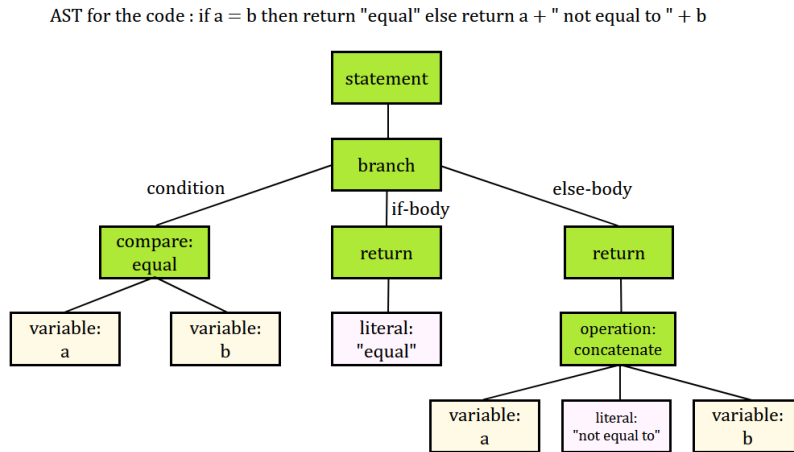 AST for the code : if a = b then return "equal" else return a + " not equal to " + b
statement
branch
condition
if-body
else-body
compare:
equal
return
return
variable:
a
variable:
b
literal:
"equal"
operation:
concatenate
variable:
a
literal:
"not equal to"
variable:
b